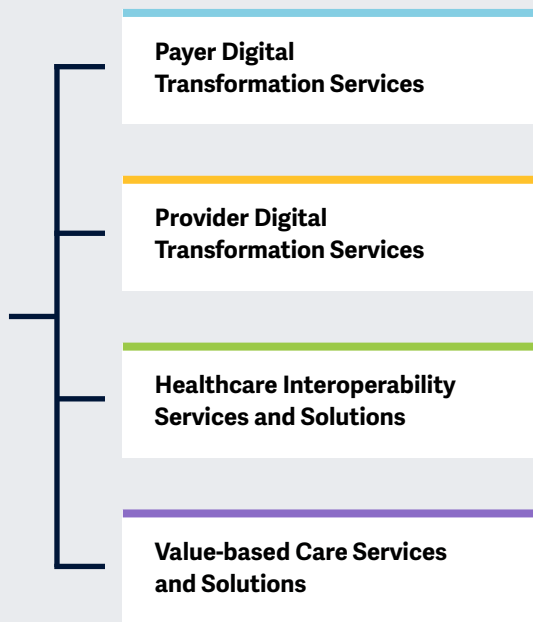 Payer Digital
Transformation Services
Provider Digital
Transformation Services
Healthcare Interoperability
Services and Solutions
Value-based Care Services
and Solutions